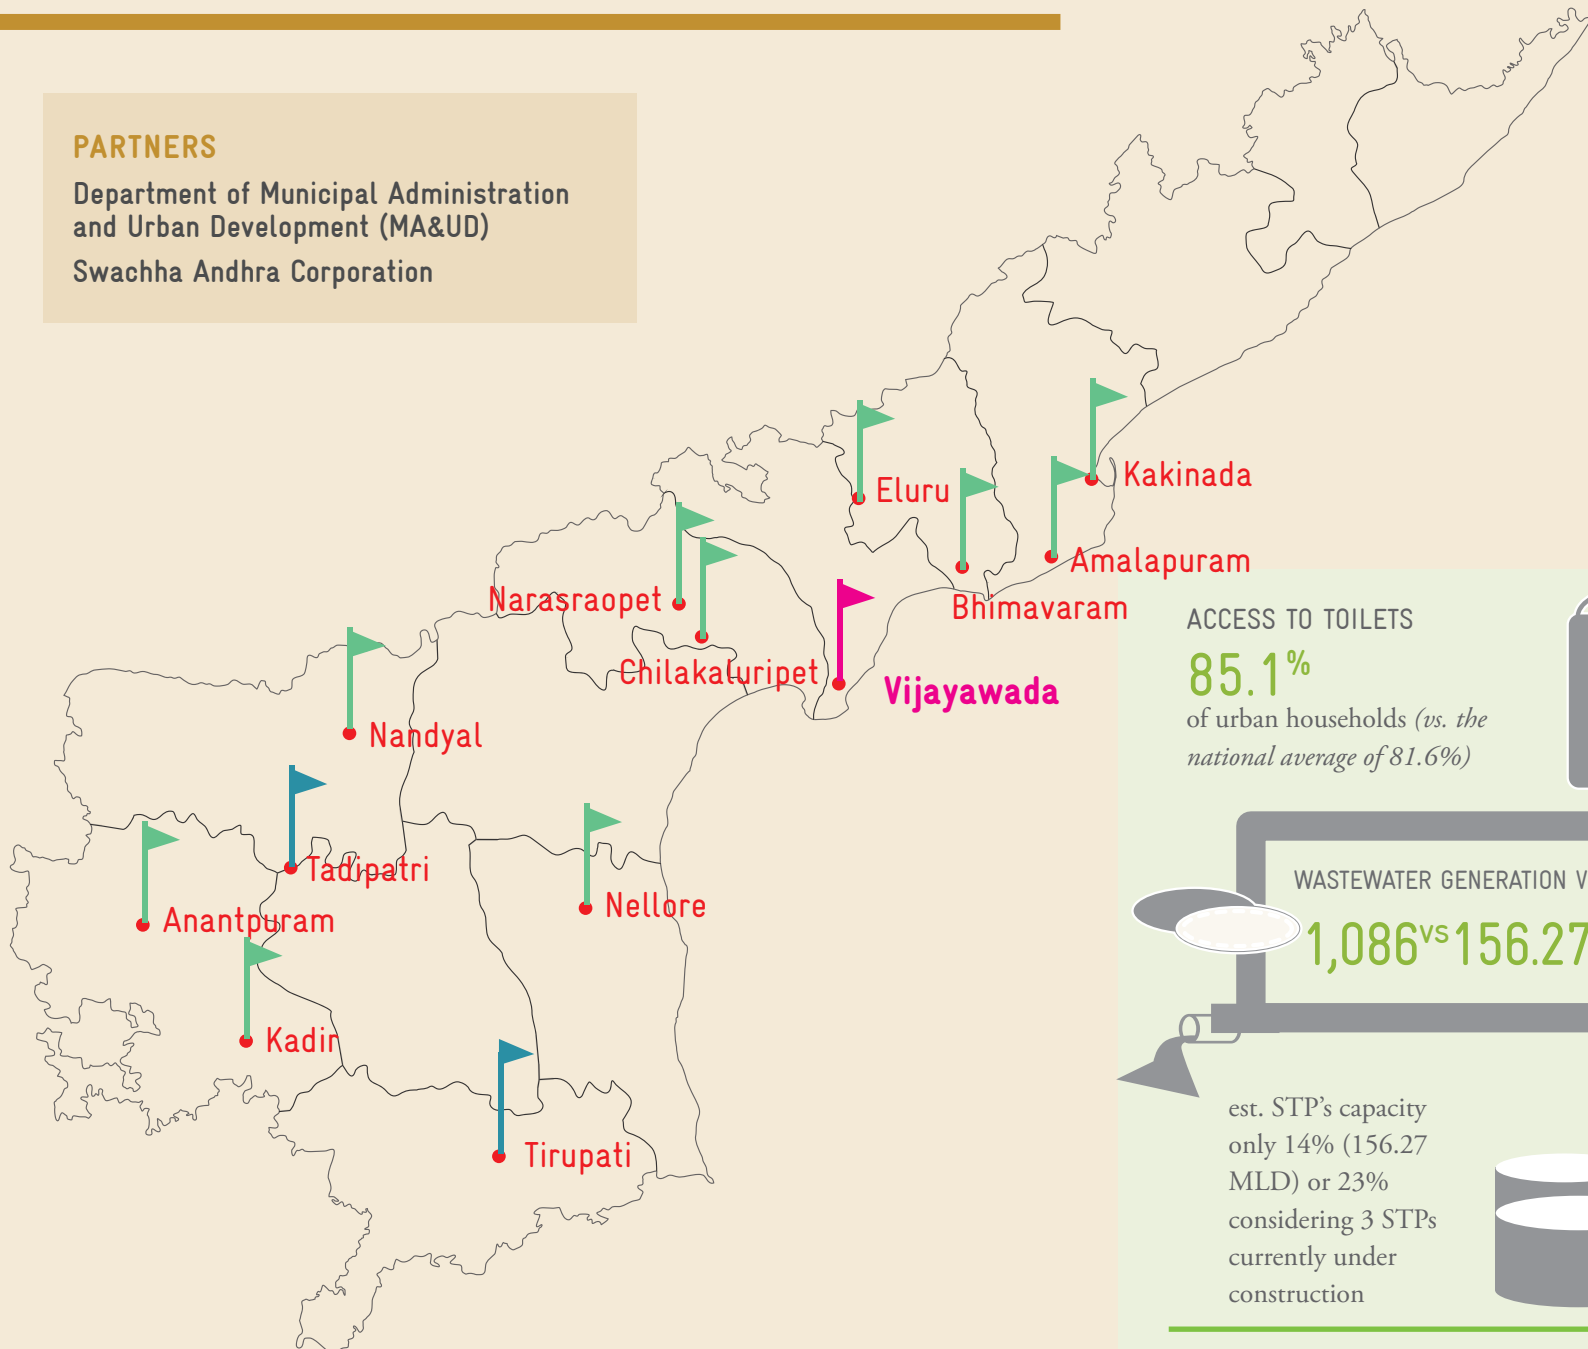 PARTNERS
Department of Municipal Administration
and Urban Development (MA&UD)
Swachha Andhra Corporation
Kakinada
Eluru
Amalapuram
Narasraopet
Bhimavaram
Chilakaluripet
Vijayawada
Nandyal
Tadipatri
Nellore
Anantpuram
Kadir
Tirupati
ACCESS TO TOILETS
85.1%
of urban households (vs. the
national average of 81.6%)
WASTEWATER GENERATION V
1,086 vs 156.27
est. STP’s capacity
only 14% (156.27
MLD) or 23%
considering 3 STPs
currently under
construction